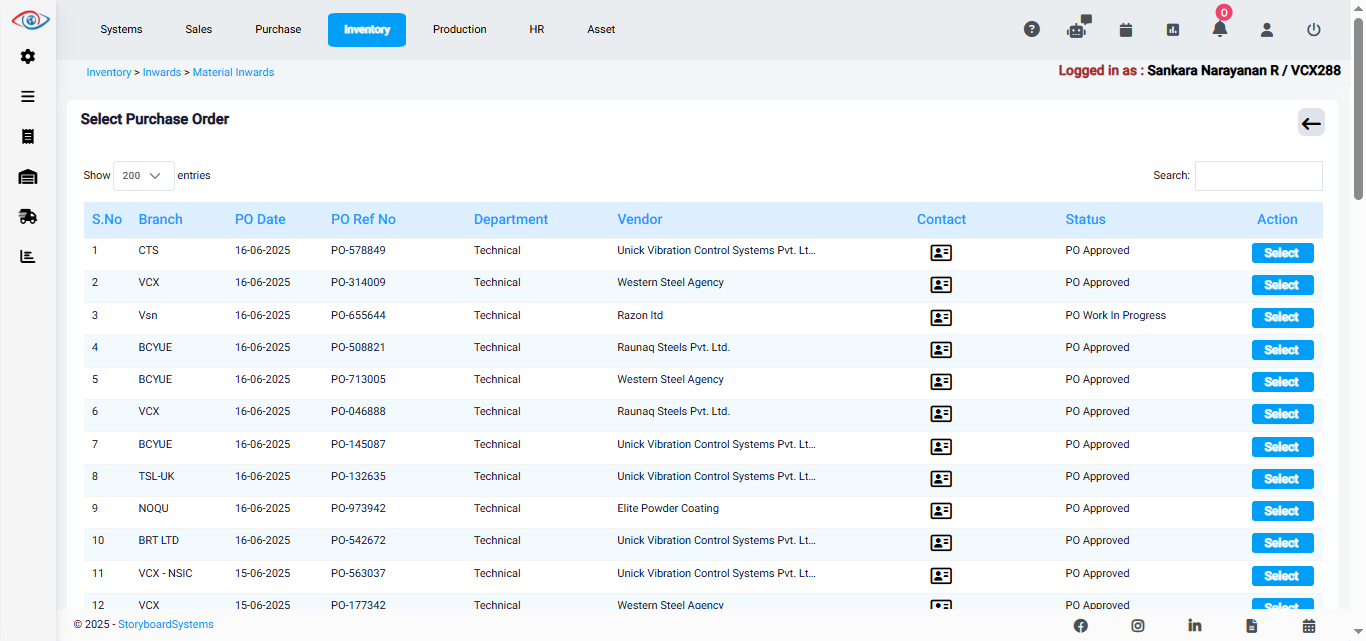 Systems Sales Purchase Inventory Production HR Asset 0
Inventory > Inwards > Material Inwards Logged in as : Sankara Narayanan R / VCX288
Select Purchase Order
Show 200 entries Search:
S.No Branch PO Date PO Ref No Department Vendor Contact Status Action
1 CTS 16-06-2025 PO-578849 Technical Unick Vibration Control Systems Pvt. Lt... PO Approved Select
2 VCX 16-06-2025 PO-314009 Technical Western Steel Agency PO Approved Select
3 Vsn 16-06-2025 PO-655644 Technical Razon ltd PO Work In Progress Select
4 BCYUE 16-06-2025 PO-508821 Technical Raunaq Steels Pvt. Ltd. PO Approved Select
5 BCYUE 16-06-2025 PO-713005 Technical Western Steel Agency PO Approved Select
6 VCX 16-06-2025 PO-046888 Technical Raunaq Steels Pvt. Ltd. PO Approved Select
7 BCYUE 16-06-2025 PO-145087 Technical Unick Vibration Control Systems Pvt. Lt... PO Approved Select
8 TSL-UK 16-06-2025 PO-132635 Technical Unick Vibration Control Systems Pvt. Lt... PO Approved Select
9 NOQU 16-06-2025 PO-973942 Technical Elite Powder Coating PO Approved Select
10 BRT LTD 16-06-2025 PO-542672 Technical Unick Vibration Control Systems Pvt. Lt... PO Approved Select
11 VCX - NSIC 15-06-2025 PO-563037 Technical Unick Vibration Control Systems Pvt. Lt... PO Approved Select
12 VCX 15-06-2025 PO-177342 Technical Western Steel Agency PO Approved Select
© 2025 - StoryboardSystems